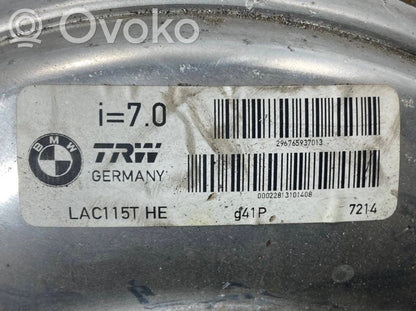 Ovoko
i=7.0
296765937013
BMW
TRW
GERMANY
00022813101408
LAC115T HE
g41P
7214